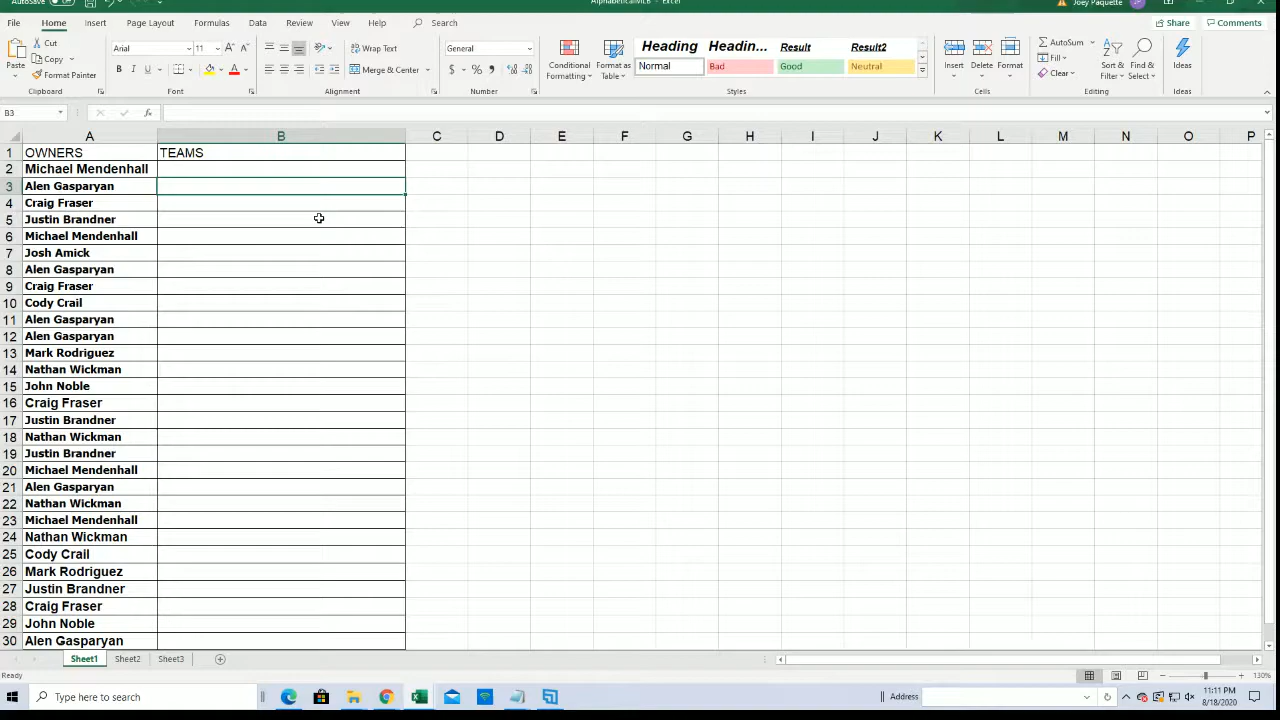 AutoSave Off
AlphabeticalMLB - Excel
Joey Paquette
File Home Insert Page Layout Formulas Data Review View Help Search Share Comments
Paste Cut Copy Format Painter Clipboard
Arial 11 B I U A Font
Wrap Text Merge & Center Alignment
General $ % , Number
Conditional Formatting Format as Table
Heading Headin... Result Result2
Normal Bad Good Neutral
Styles
Insert Delete Format Cells
AutoSum Fill Clear Sort & Filter Find & Select Editing
Ideas Ideas
B3 fx
A B C D E F G H I J K L M N O P
1 OWNERS TEAMS
2 Michael Mendenhall
3 Alen Gasparyan
4 Craig Fraser
5 Justin Brandner
6 Michael Mendenhall
7 Josh Amick
8 Alen Gasparyan
9 Craig Fraser
10 Cody Crail
11 Alen Gasparyan
12 Alen Gasparyan
13 Mark Rodriguez
14 Nathan Wickman
15 John Noble
16 Craig Fraser
17 Justin Brandner
18 Nathan Wickman
19 Justin Brandner
20 Michael Mendenhall
21 Alen Gasparyan
22 Nathan Wickman
23 Michael Mendenhall
24 Nathan Wickman
25 Cody Crail
26 Mark Rodriguez
27 Justin Brandner
28 Craig Fraser
29 John Noble
30 Alen Gasparyan
Sheet1 Sheet2 Sheet3
Ready 130%
Type here to search Address 11:11 PM
8/18/2020